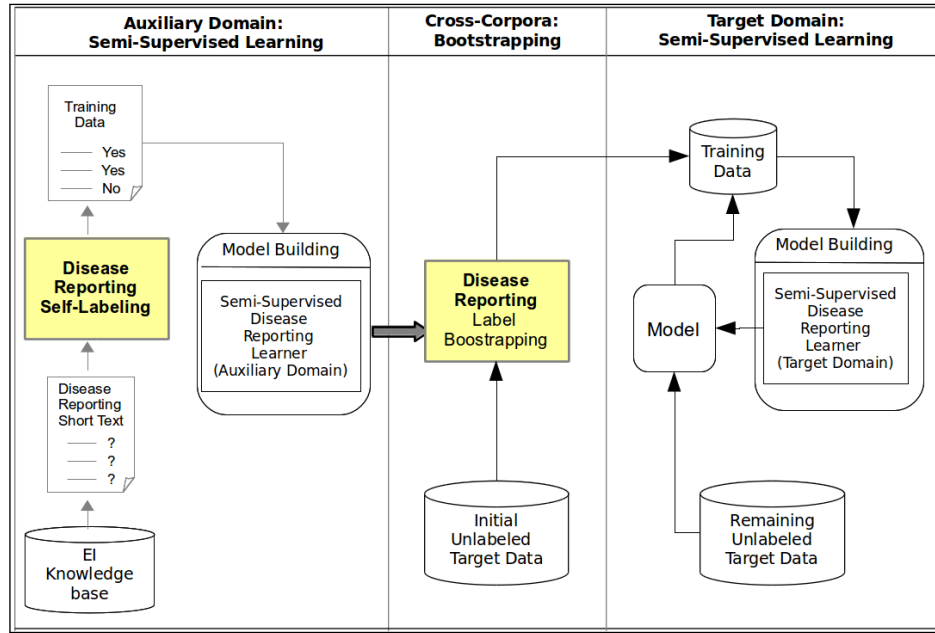 Auxiliary Domain:
Semi-Supervised Learning
Cross-Corpora:
Bootstrapping
Target Domain:
Semi-Supervised Learning
Training
Data
Yes
Yes
No
Disease
Reporting
Self-Labeling
Disease
Reporting
Short Text
?
?
?
EI
Knowledge
base
Model Building
Semi-Supervised
Disease
Reporting
Learner
(Auxiliary Domain)
Disease
Reporting
Label
Boostrapping
Initial
Unlabeled
Target Data
Training
Data
Model Building
Semi-Supervised
Disease
Reporting
Learner
(Target Domain)
Model
Remaining
Unlabeled
Target Data